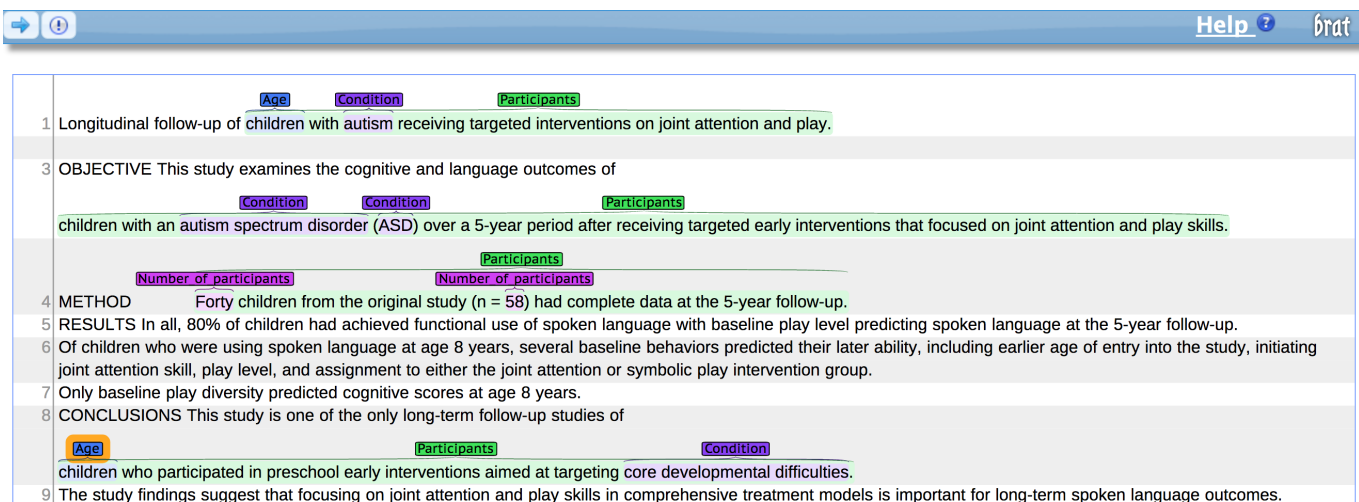 Help ? brat
Age Condition Participants
1 Longitudinal follow-up of children with autism receiving targeted interventions on joint attention and play.
3 OBJECTIVE This study examines the cognitive and language outcomes of
Condition Condition Participants
children with an autism spectrum disorder (ASD) over a 5-year period after receiving targeted early interventions that focused on joint attention and play skills.
Participants
Number of participants Number of participants
4 METHOD Forty children from the original study (n = 58) had complete data at the 5-year follow-up.
5 RESULTS In all, 80% of children had achieved functional use of spoken language with baseline play level predicting spoken language at the 5-year follow-up.
6 Of children who were using spoken language at age 8 years, several baseline behaviors predicted their later ability, including earlier age of entry into the study, initiating
joint attention skill, play level, and assignment to either the joint attention or symbolic play intervention group.
7 Only baseline play diversity predicted cognitive scores at age 8 years.
8 CONCLUSIONS This study is one of the only long-term follow-up studies of
Age Participants Condition
children who participated in preschool early interventions aimed at targeting core developmental difficulties.
9 The study findings suggest that focusing on joint attention and play skills in comprehensive treatment models is important for long-term spoken language outcomes.